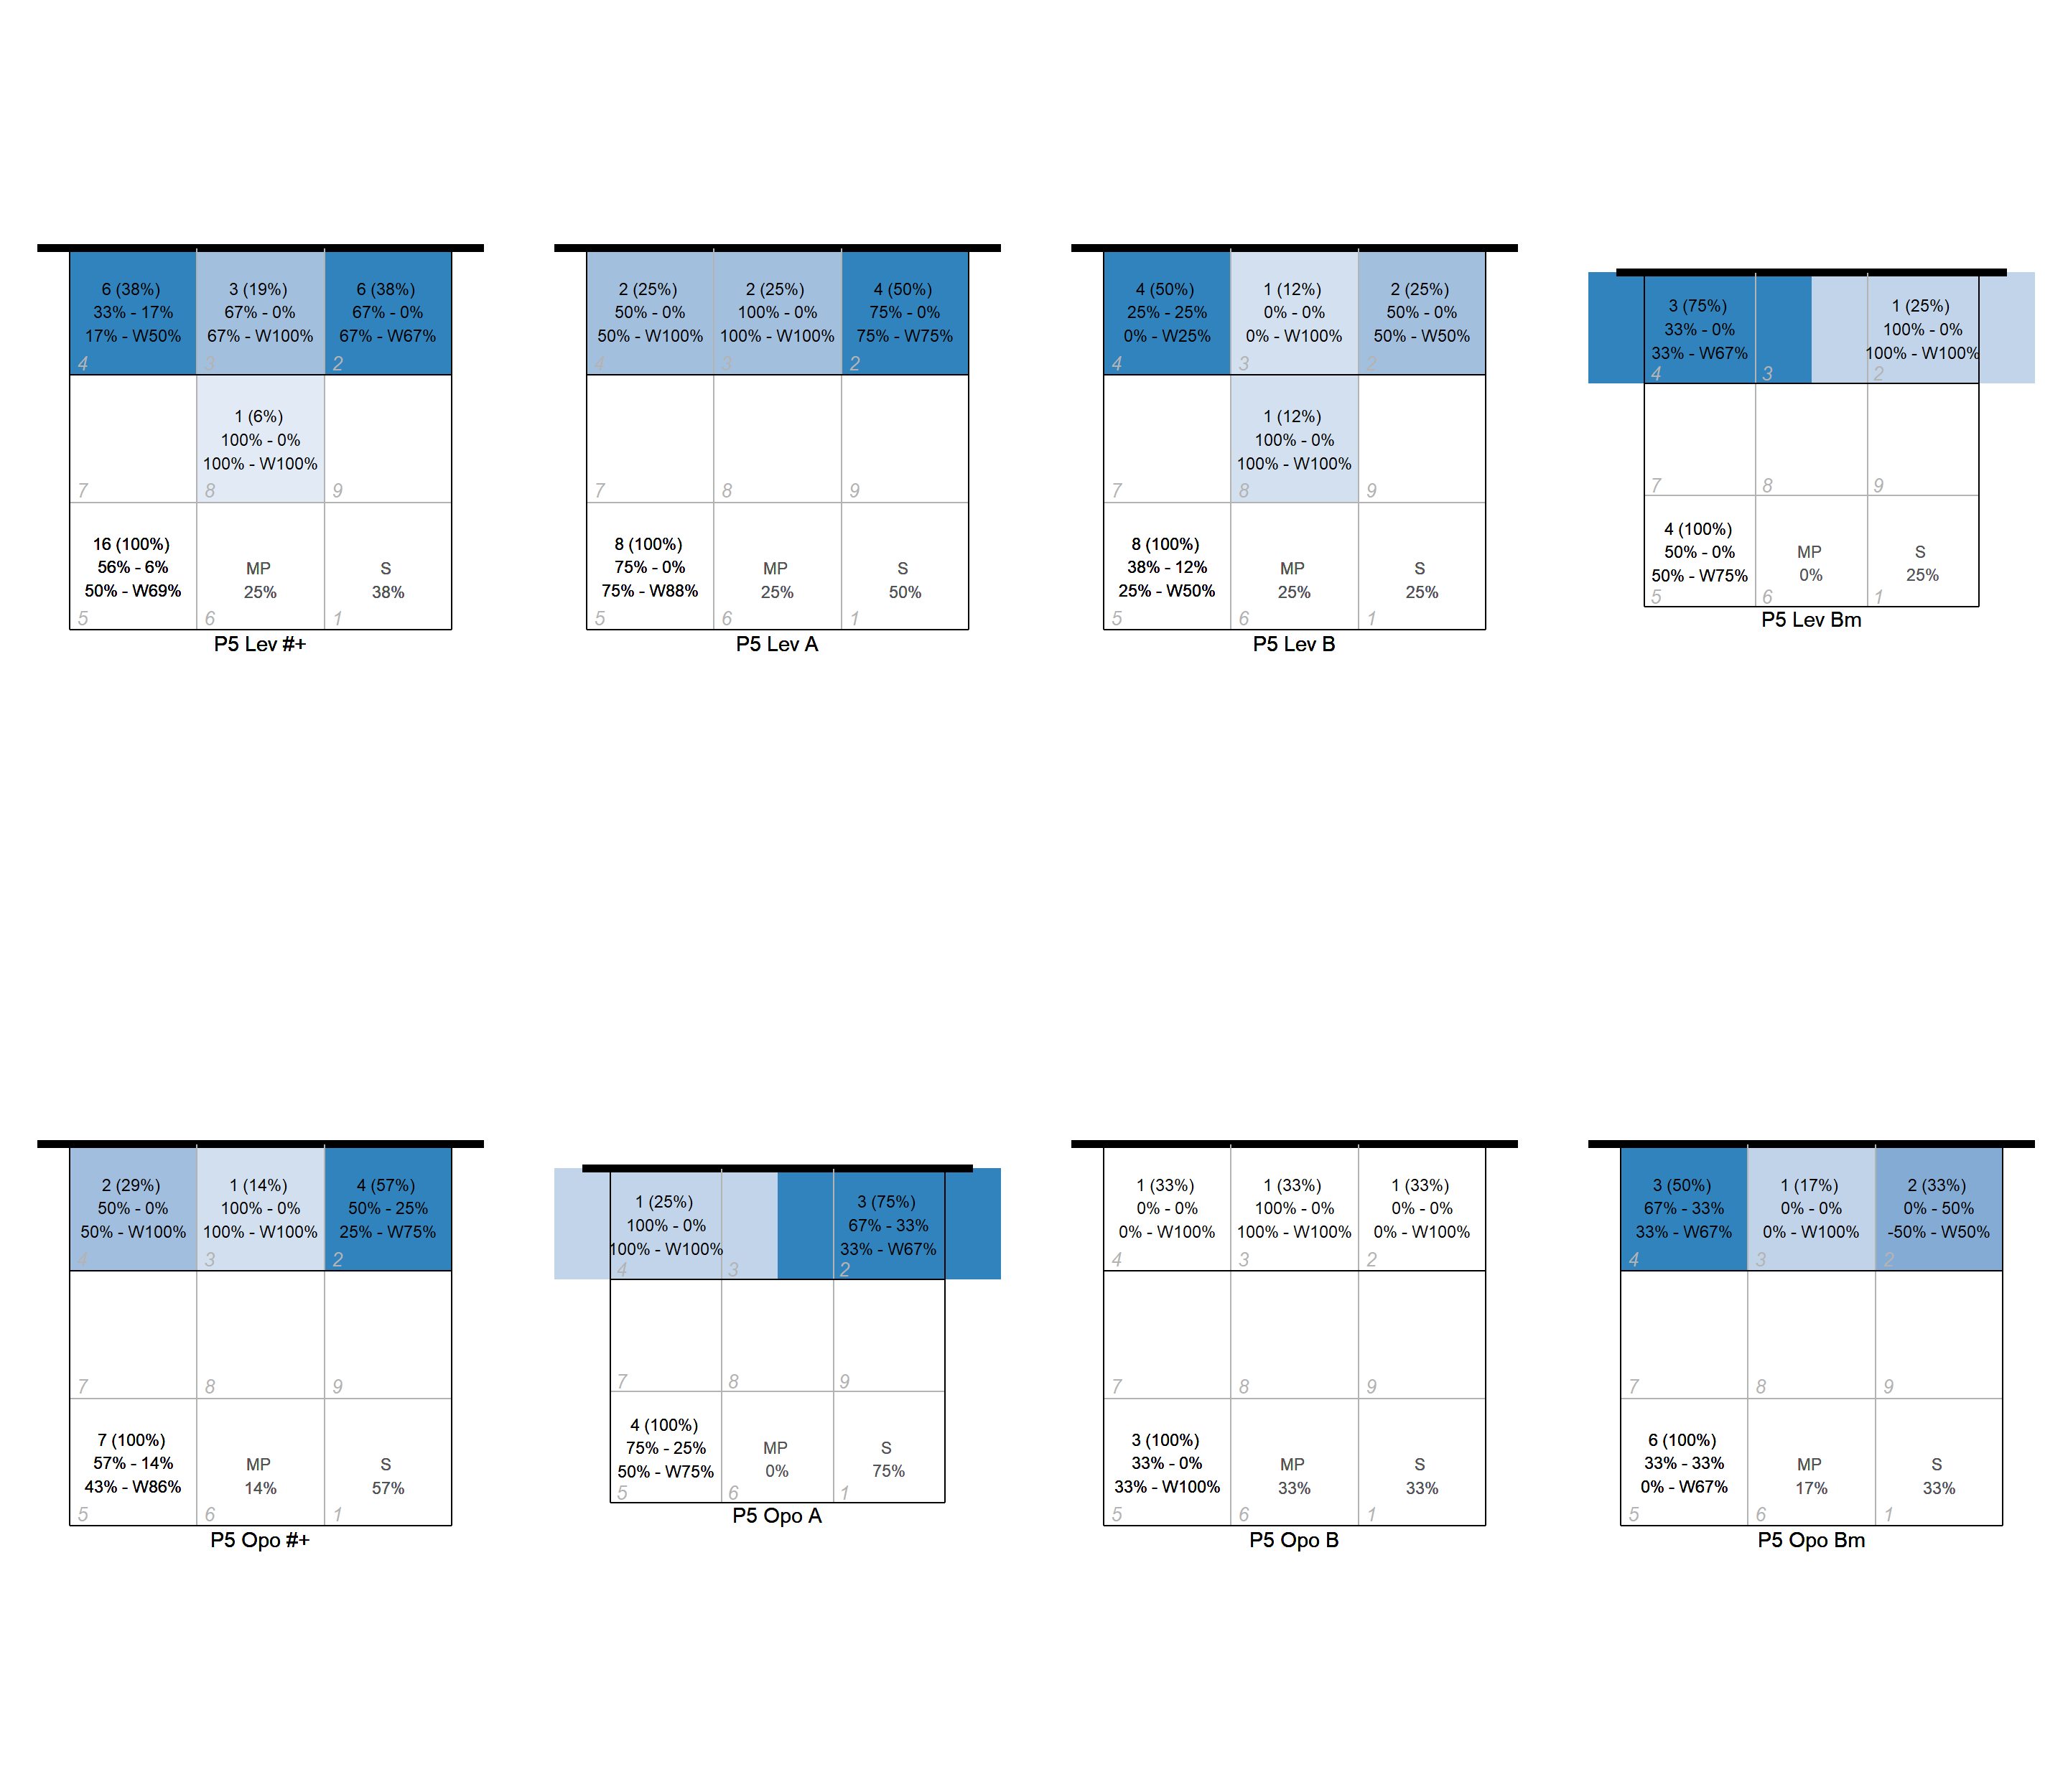 6 (38%)
33% - 17%
17% - W50%
4
3 (19%)
67% - 0%
67% - W100%
3
6 (38%)
67% - 0%
67% - W67%
2
7
1 (6%)
100% - 0%
100% - W100%
8
9
16 (100%)
56% - 6%
50% - W69%
5
MP
25%
6
S
38%
1
P5 Lev #+
2 (25%)
50% - 0%
50% - W100%
4
2 (25%)
100% - 0%
100% - W100%
3
4 (50%)
75% - 0%
75% - W75%
2
7
8
9
8 (100%)
75% - 0%
75% - W88%
5
MP
25%
6
S
50%
1
P5 Lev A
4 (50%)
25% - 25%
0% - W25%
4
1 (12%)
0% - 0%
0% - W100%
3
2 (25%)
50% - 0%
50% - W50%
2
7
1 (12%)
100% - 0%
100% - W100%
8
9
8 (100%)
38% - 12%
25% - W50%
5
MP
25%
6
S
25%
1
P5 Lev B
3 (75%)
33% - 0%
33% - W67%
4
3
1 (25%)
100% - 0%
100% - W100%
2
7
8
9
4 (100%)
50% - 0%
50% - W75%
5
MP
0%
6
S
25%
1
P5 Lev Bm
2 (29%)
50% - 0%
50% - W100%
4
1 (14%)
100% - 0%
100% - W100%
3
4 (57%)
50% - 25%
25% - W75%
2
7
8
9
7 (100%)
57% - 14%
43% - W86%
5
MP
14%
6
S
57%
1
P5 Opo #+
1 (25%)
100% - 0%
100% - W100%
4
3
3 (75%)
67% - 33%
33% - W67%
2
7
8
9
4 (100%)
75% - 25%
50% - W75%
5
MP
0%
6
S
75%
1
P5 Opo A
1 (33%)
0% - 0%
0% - W100%
4
1 (33%)
100% - 0%
100% - W100%
3
1 (33%)
0% - 0%
0% - W100%
2
7
8
9
3 (100%)
33% - 0%
33% - W100%
5
MP
33%
6
S
33%
1
P5 Opo B
3 (50%)
67% - 33%
33% - W67%
4
1 (17%)
0% - 0%
0% - W100%
3
2 (33%)
0% - 50%
-50% - W50%
2
7
8
9
6 (100%)
33% - 33%
0% - W67%
5
MP
17%
6
S
33%
1
P5 Opo Bm